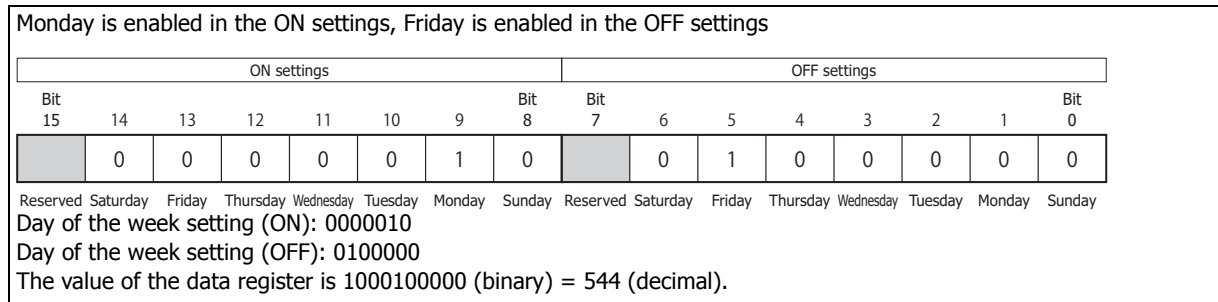 Monday is enabled in the ON settings, Friday is enabled in the OFF settings
ON settings OFF settings
Bit Bit Bit Bit
15 14 13 12 11 10 9 8 7 6 5 4 3 2 1 0
0 0 0 0 0 1 0 0 1 0 0 0 0 0
Reserved Saturday Friday Thursday Wednesday Tuesday Monday Sunday Reserved Saturday Friday Thursday Wednesday Tuesday Monday Sunday
Day of the week setting (ON): 0000010
Day of the week setting (OFF): 0100000
The value of the data register is 1000100000 (binary) = 544 (decimal).